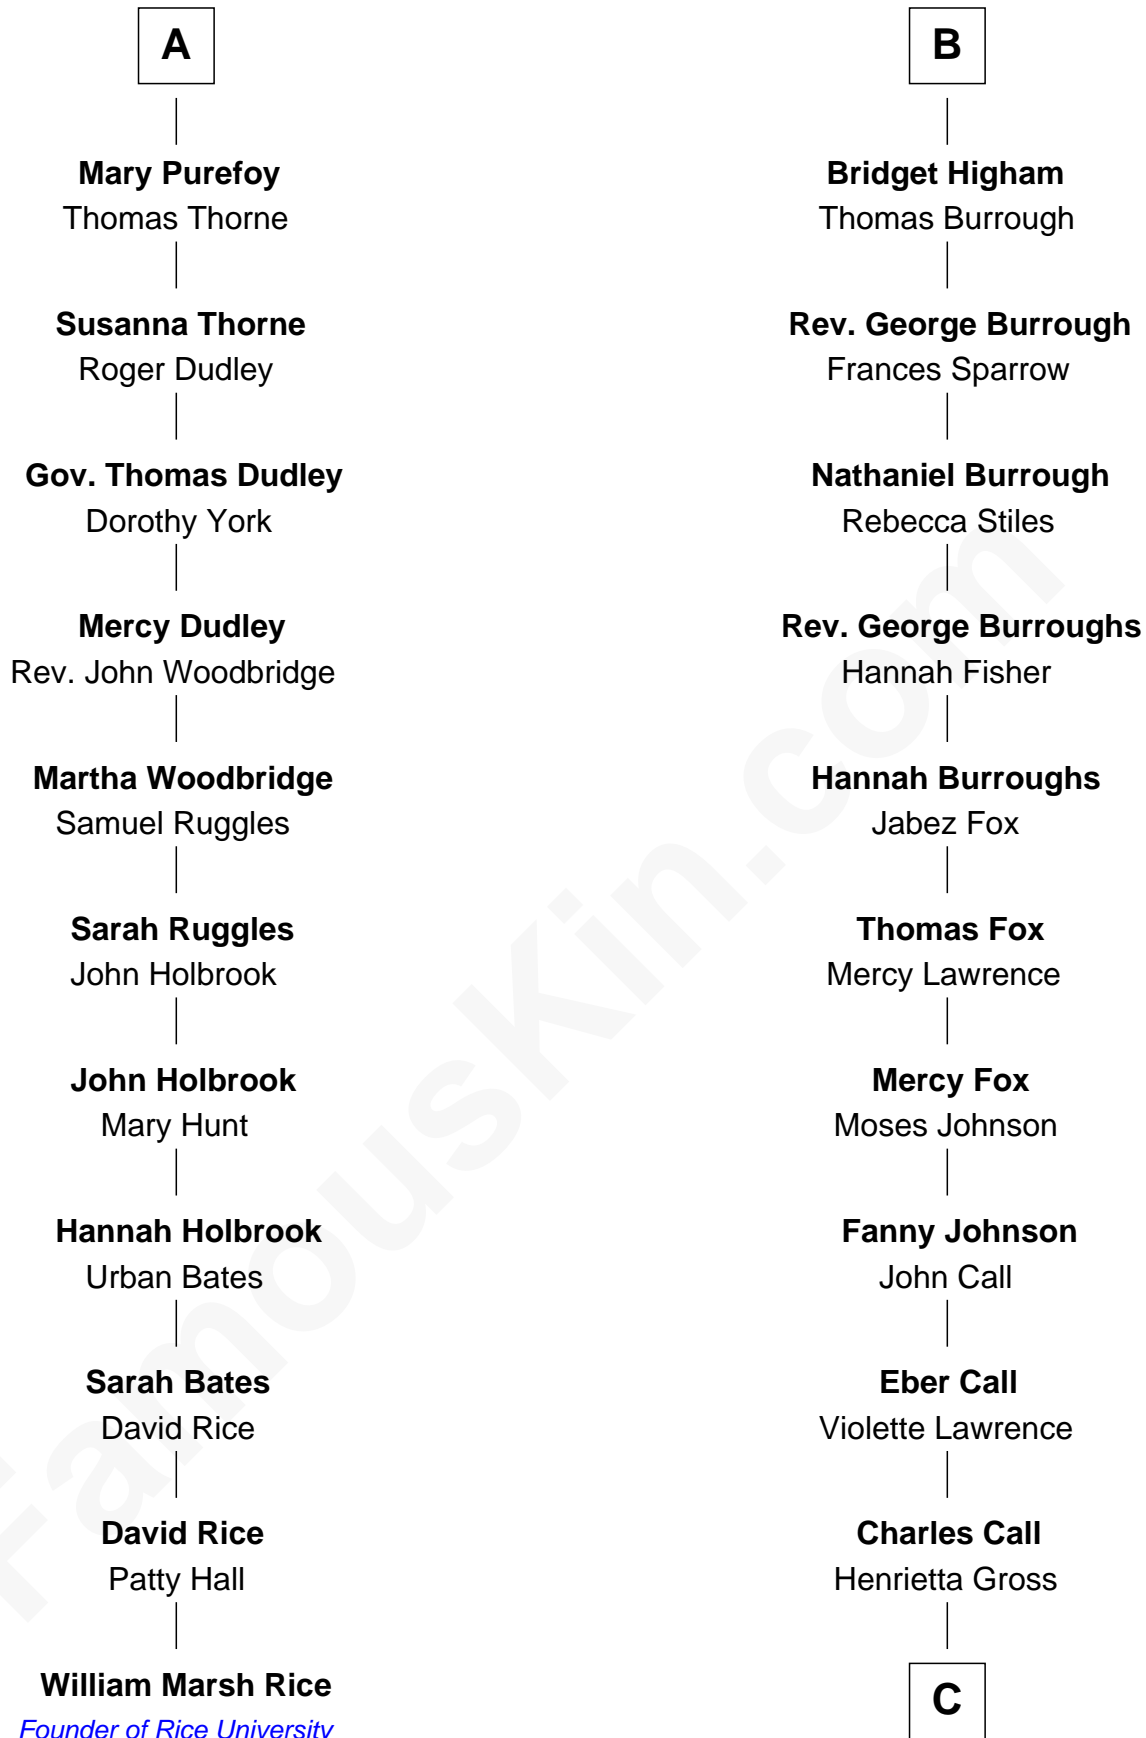 A
Mary Purefoy
Thomas Thorne
Susanna Thorne
Roger Dudley
Gov. Thomas Dudley
Dorothy York
Mercy Dudley
Rev. John Woodbridge
Martha Woodbridge
Samuel Ruggles
Sarah Ruggles
John Holbrook
John Holbrook
Mary Hunt
Hannah Holbrook
Urban Bates
Sarah Bates
David Rice
David Rice
Patty Hall
William Marsh Rice
Founder of Rice University
B
Bridget Higham
Thomas Burrough
Rev. George Burrough
Frances Sparrow
Nathaniel Burrough
Rebecca Stiles
Rev. George Burroughs
Hannah Fisher
Hannah Burroughs
Jabez Fox
Thomas Fox
Mercy Lawrence
Mercy Fox
Moses Johnson
Fanny Johnson
John Call
Eber Call
Violette Lawrence
Charles Call
Henrietta Gross
C
FamousKin.com